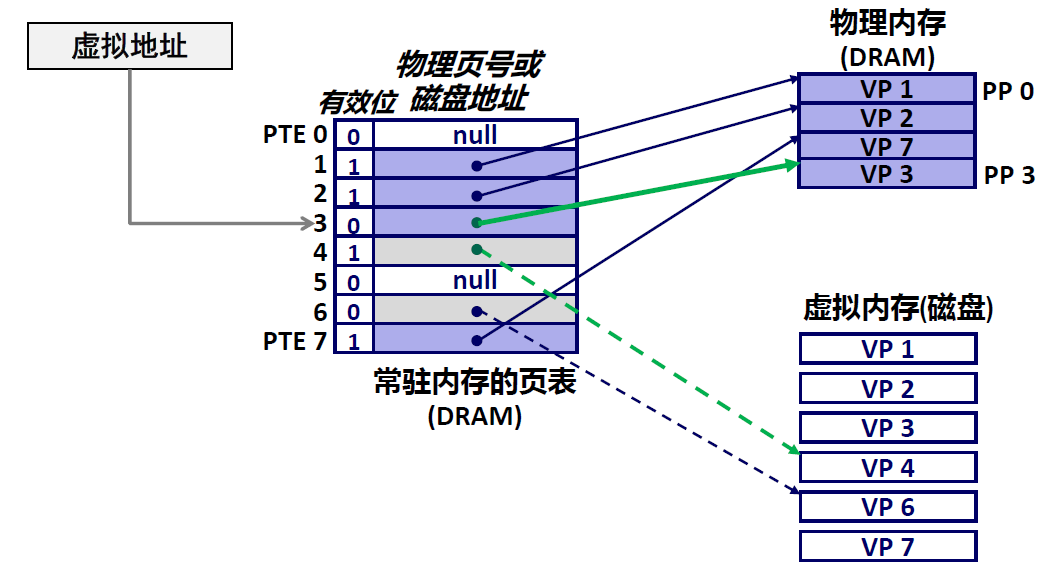 虚拟地址
物理页号或
磁盘地址
有效位
PTE 0 0 null
1 1
2 1
3 0
4 1
5 0 null
6 0
PTE 7 1
常驻内存的页表
(DRAM)
物理内存
(DRAM)
VP 1 PP 0
VP 2
VP 7
VP 3 PP 3
虚拟内存(磁盘)
VP 1
VP 2
VP 3
VP 4
VP 6
VP 7